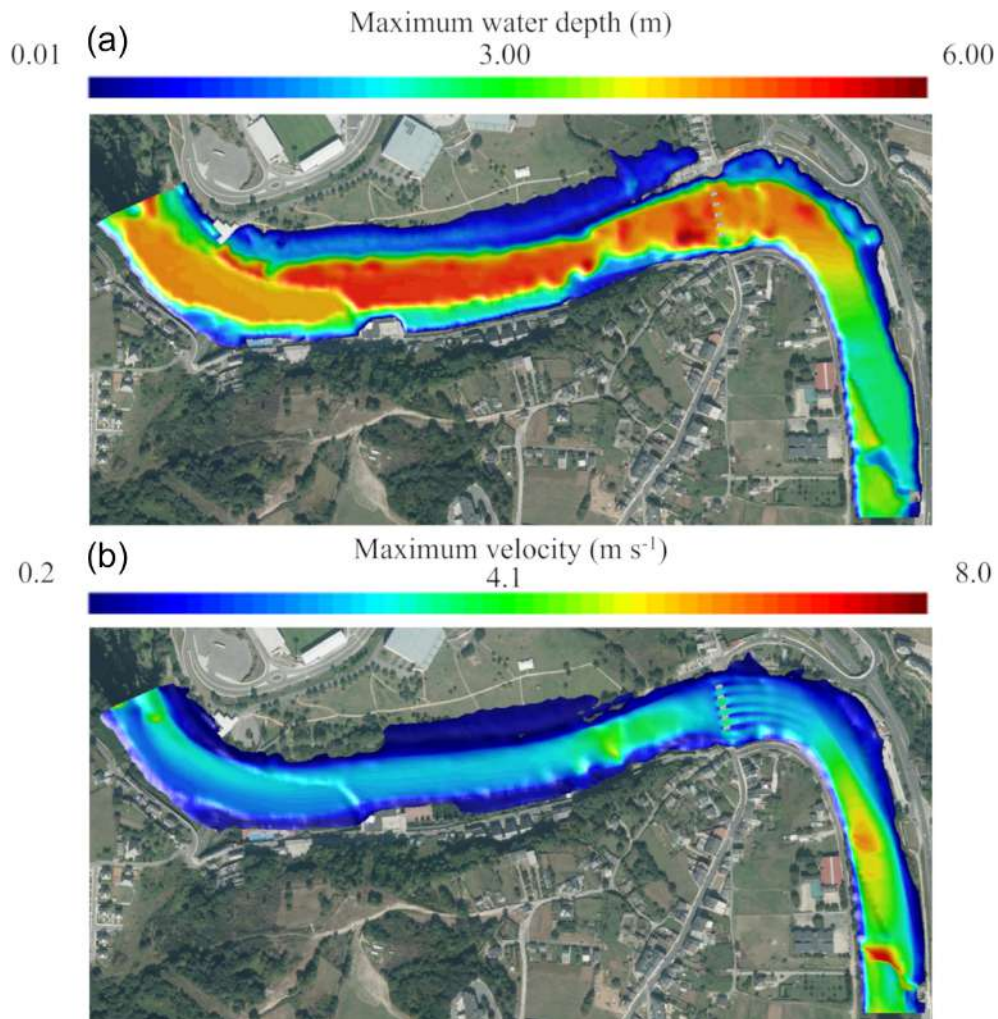 Maximum water depth (m)
(a)
0.01 3.00 6.00
Maximum velocity (m s⁻¹)
(b)
0.2 4.1 8.0